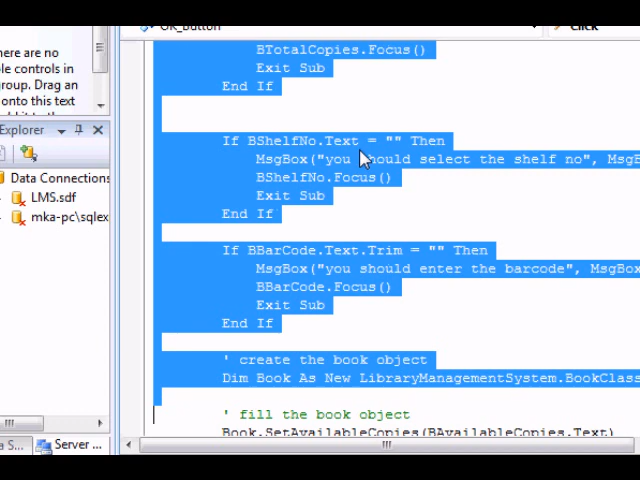 OK_Button
Click
here are no
le controls in
group. Drag an
onto this text
BTotalCopies.Focus()
Exit Sub
End If
If BShelfNo.Text = "" Then
MsgBox("you should select the shelf no", MsgB
BShelfNo.Focus()
Exit Sub
End If
If BBarCode.Text.Trim = "" Then
MsgBox("you should enter the barcode", MsgBox
BBarCode.Focus()
Exit Sub
End If
' create the book object
Dim Book As New LibraryManagementSystem.BookClass
' fill the book object
Book.SetAvailableCopies(BAvailableCopies.Text)
Explorer
Data Connections
LMS.sdf
mka-pc\sqlex
a S...
Server ...